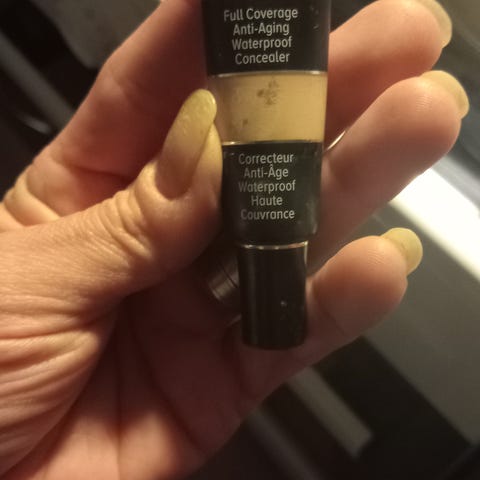 Full Coverage
Anti-Aging
Waterproof
Concealer
Correcteur
Anti-Âge
Waterproof
Haute
Couvrance